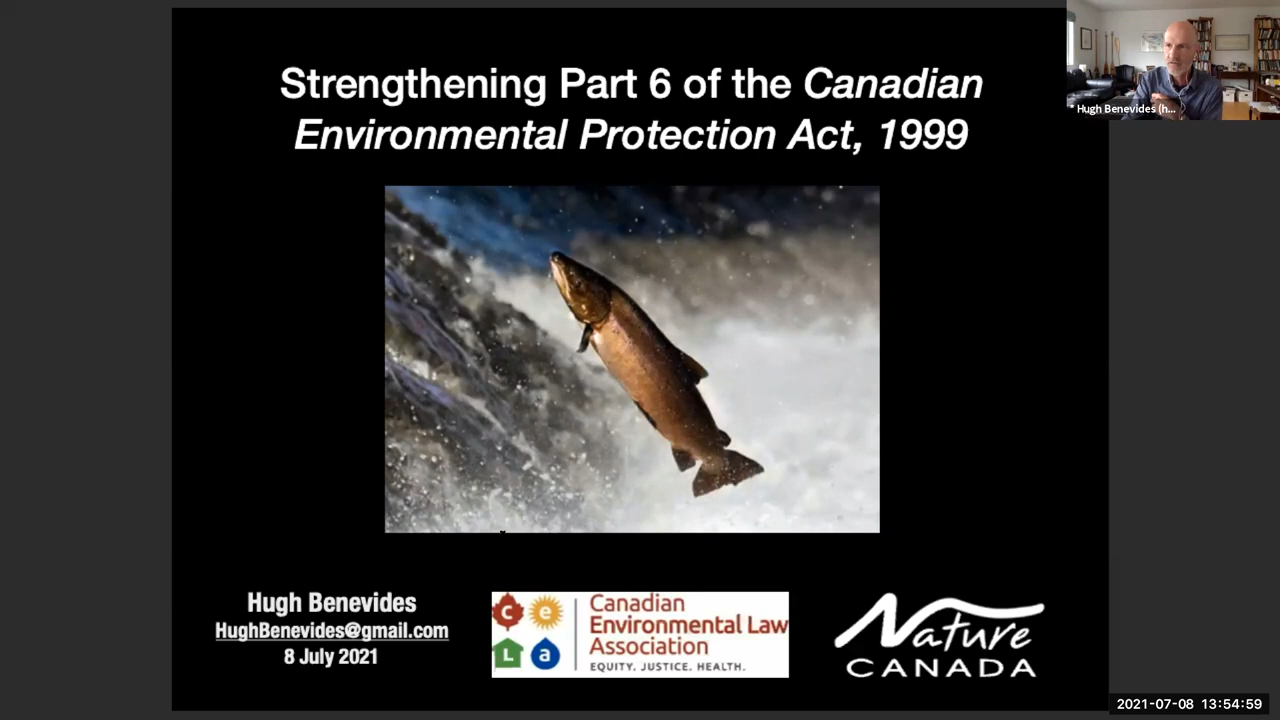 Strengthening Part 6 of the Canadian
Environmental Protection Act, 1999
* Hugh Benevides (h...
Hugh Benevides
HughBenevides@gmail.com
8 July 2021
c e
L a
Canadian
Environmental Law
Association
EQUITY. JUSTICE. HEALTH.
Nature
CANADA
2021-07-08 13:54:59